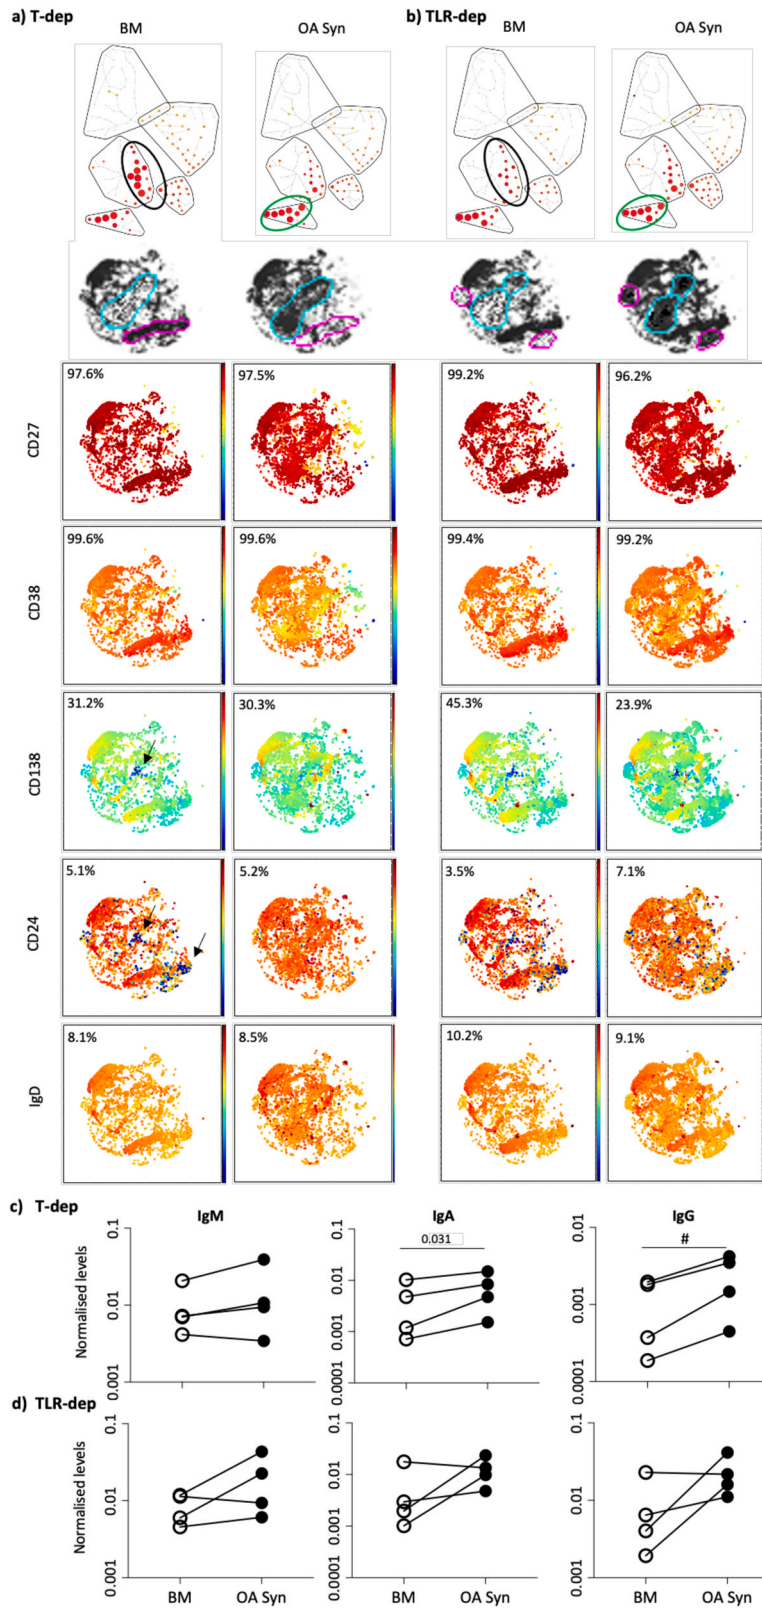 a) T-dep
b) TLR-dep
BM
OA Syn
BM
OA Syn
CD27
97.6%
97.5%
99.2%
96.2%
CD38
99.6%
99.6%
99.4%
99.2%
CD138
31.2%
30.3%
45.3%
23.9%
CD24
5.1%
5.2%
3.5%
7.1%
IgD
8.1%
8.5%
10.2%
9.1%
c) T-dep
IgM
IgA
IgG
Normalised levels
0.1
0.01
0.001
0.1
0.01
0.001
0.0001
0.031
0.01
0.001
0.0001
#
d) TLR-dep
Normalised levels
0.1
0.01
0.001
0.1
0.01
0.001
0.0001
0.1
0.01
0.001
BM
OA Syn
BM
OA Syn
BM
OA Syn